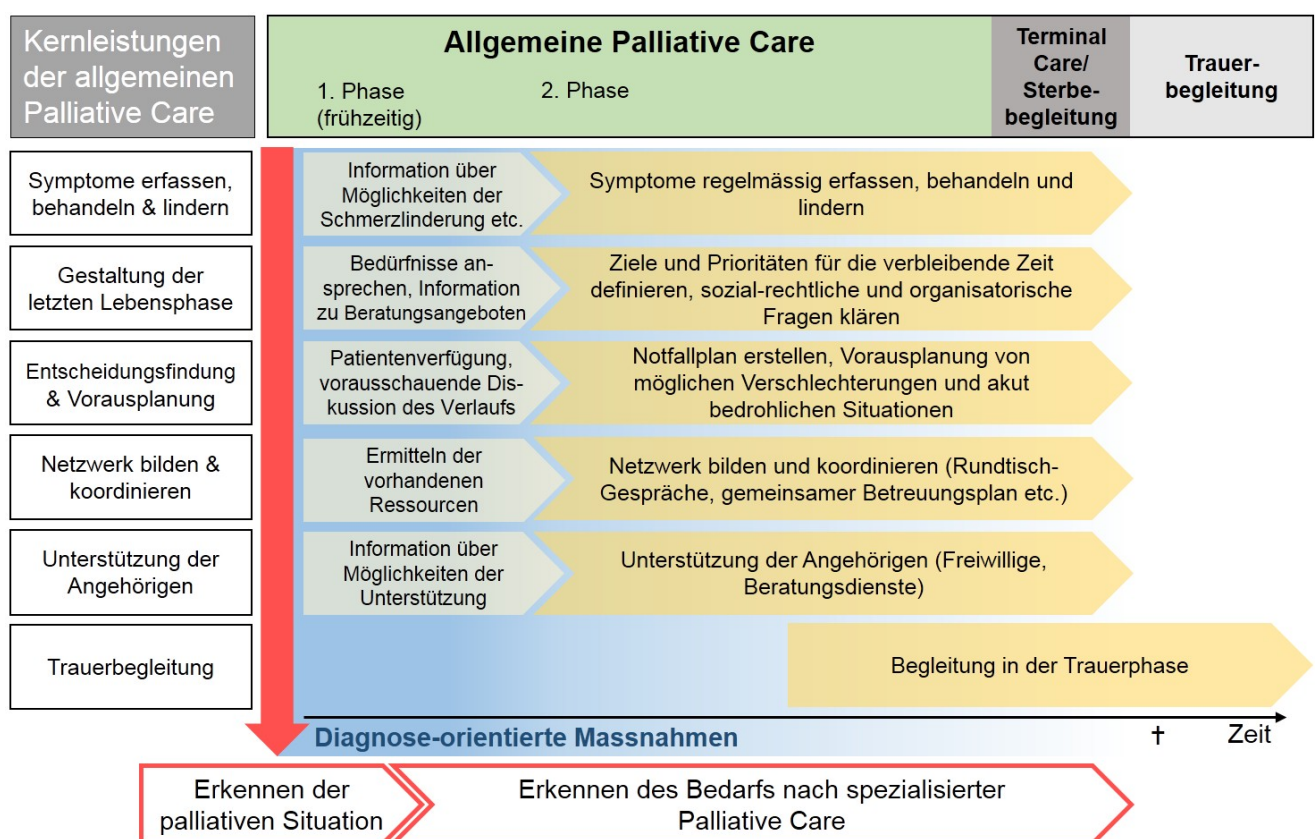 Kernleistungen
der allgemeinen
Palliative Care
Allgemeine Palliative Care
1. Phase
(frühzeitig)
2. Phase
Terminal
Care/
Sterbe-
begleitung
Trauer-
begleitung
Symptome erfassen,
behandeln & lindern
Information über
Möglichkeiten der
Schmerzlinderung etc.
Symptome regelmässig erfassen, behandeln und
lindern
Gestaltung der
letzten Lebensphase
Bedürfnisse an-
sprechen, Information
zu Beratungsangeboten
Ziele und Prioritäten für die verbleibende Zeit
definieren, sozial-rechtliche und organisatorische
Fragen klären
Entscheidungsfindung
& Vorausplanung
Patientenverfügung,
vorausschauende Dis-
kussion des Verlaufs
Notfallplan erstellen, Vorausplanung von
möglichen Verschlechterungen und akut
bedrohlichen Situationen
Netzwerk bilden &
koordinieren
Ermitteln der
vorhandenen
Ressourcen
Netzwerk bilden und koordinieren (Rundtisch-
Gespräche, gemeinsamer Betreuungsplan etc.)
Unterstützung der
Angehörigen
Information über
Möglichkeiten der
Unterstützung
Unterstützung der Angehörigen (Freiwillige,
Beratungsdienste)
Trauerbegleitung
Begleitung in der Trauerphase
Diagnose-orientierte Massnahmen
† Zeit
Erkennen der
palliativen Situation
Erkennen des Bedarfs nach spezialisierter
Palliative Care